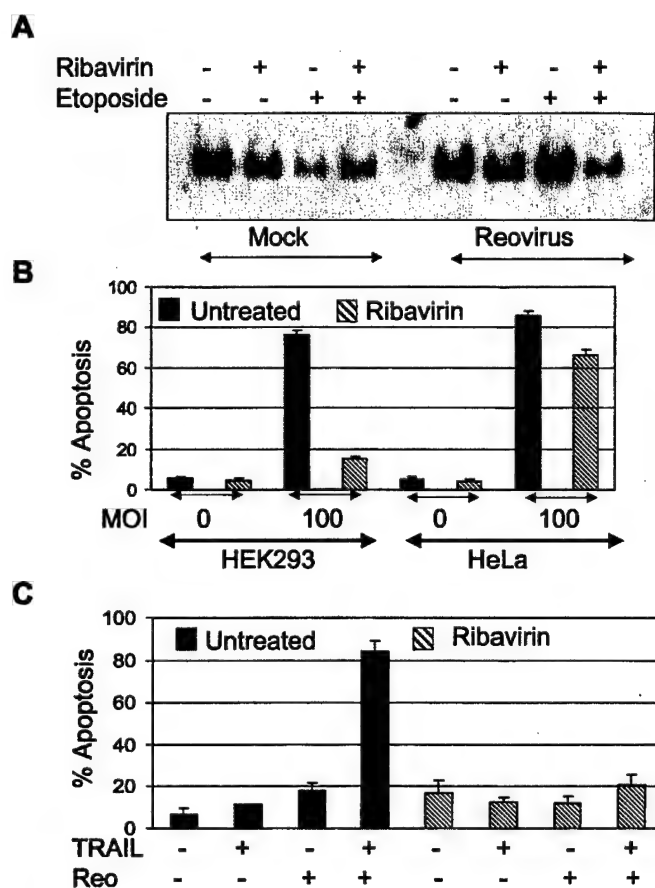 A
Ribavirin - + - + - + - +
Etoposide - - + + - - + +
Mock Reovirus
B
100
Untreated Ribavirin
80
60
40
20
0
% Apoptosis
MOI 0 100 0 100
HEK293 HeLa
C
100
Untreated Ribavirin
80
60
40
20
0
% Apoptosis
TRAIL - + - + - + - +
Reo - - + + - - + +